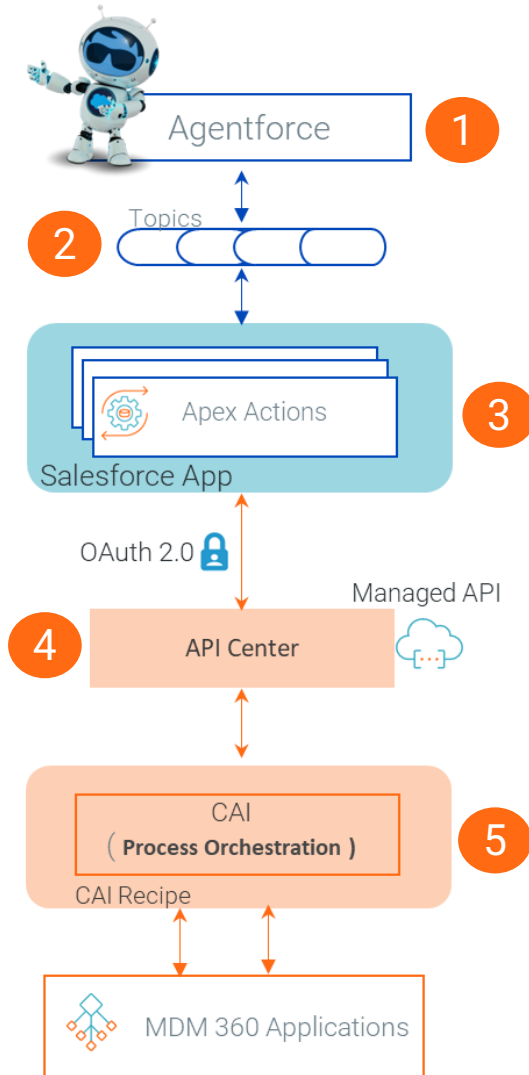 Agentforce
1
Topics
2
Apex Actions
3
Salesforce App
OAuth 2.0
Managed API
4
API Center
[...]
CAI
( Process Orchestration )
5
CAI Recipe
MDM 360 Applications